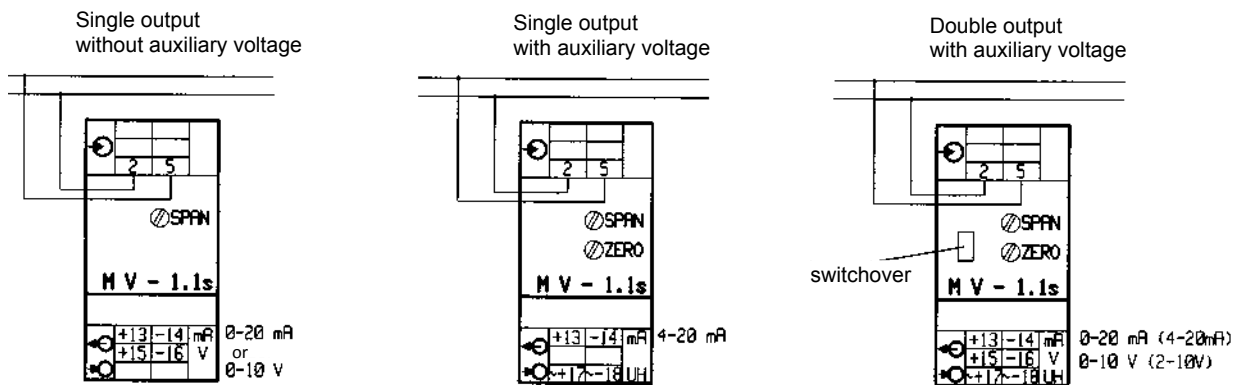 Single output
without auxiliary voltage
2 5
SPAN
M V - 1.1s
+13 -14 mA 0-20 mA
or
+15 -16 V 0-10 V
Single output
with auxiliary voltage
2 5
SPAN
ZERO
M V - 1.1s
+13 -14 mA 4-20 mA
~+17 ~-18 UH
Double output
with auxiliary voltage
2 5
SPAN
ZERO
switchover
M V - 1.1s
+13 -14 mA 0-20 mA (4-20mA)
+15 -16 V 0-10 V (2-10V)
~+17 ~-18 UH